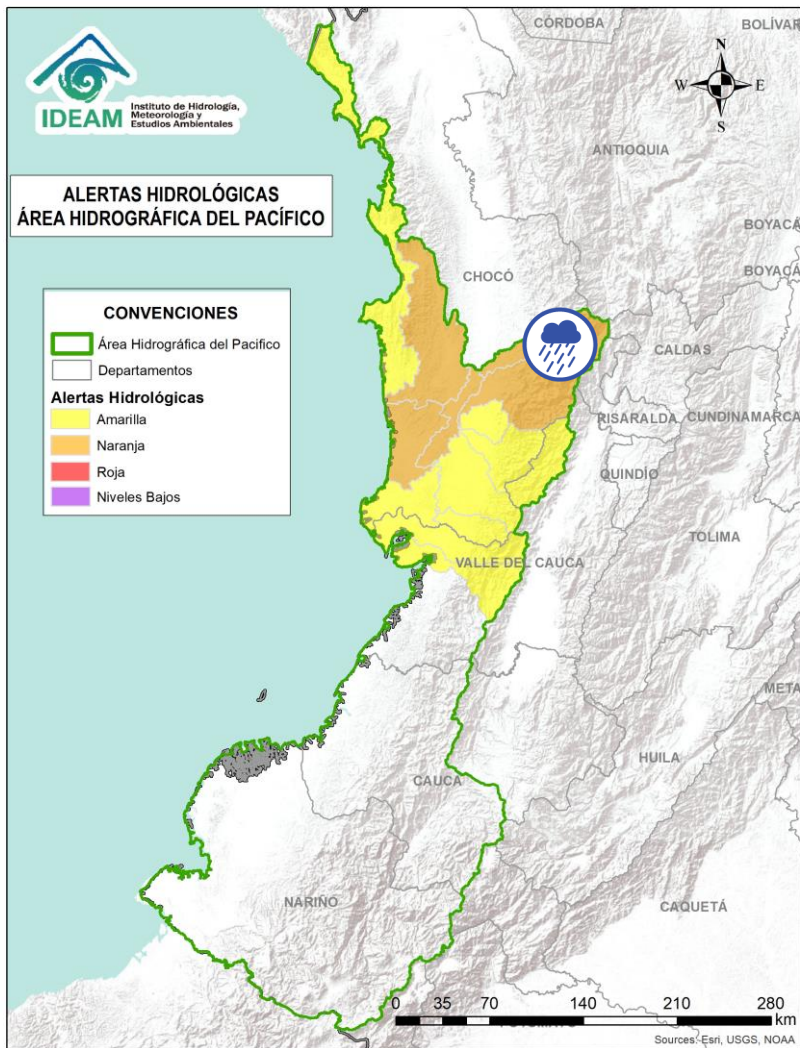 IDEAM
Instituto de Hidrología,
Meteorología y
Estudios Ambientales
ALERTAS HIDROLÓGICAS
ÁREA HIDROGRÁFICA DEL PACÍFICO
CONVENCIONES
Área Hidrográfica del Pacifico
Departamentos
Alertas Hidrológicas
Amarilla
Naranja
Roja
Niveles Bajos
N
W E
S
CÓRDOBA
BOLÍVAR
ANTIOQUIA
BOYACÁ
BOYACÁ
CHOCÓ
CALDAS
RISARALDA
CUNDINAMARCA
QUINDÍO
TOLIMA
VALLE DEL CAUCA
META
HUILA
CAUCA
NARIÑO
CAQUETÁ
0 35 70 140 210 280
km
Sources: Esri, USGS, NOAA